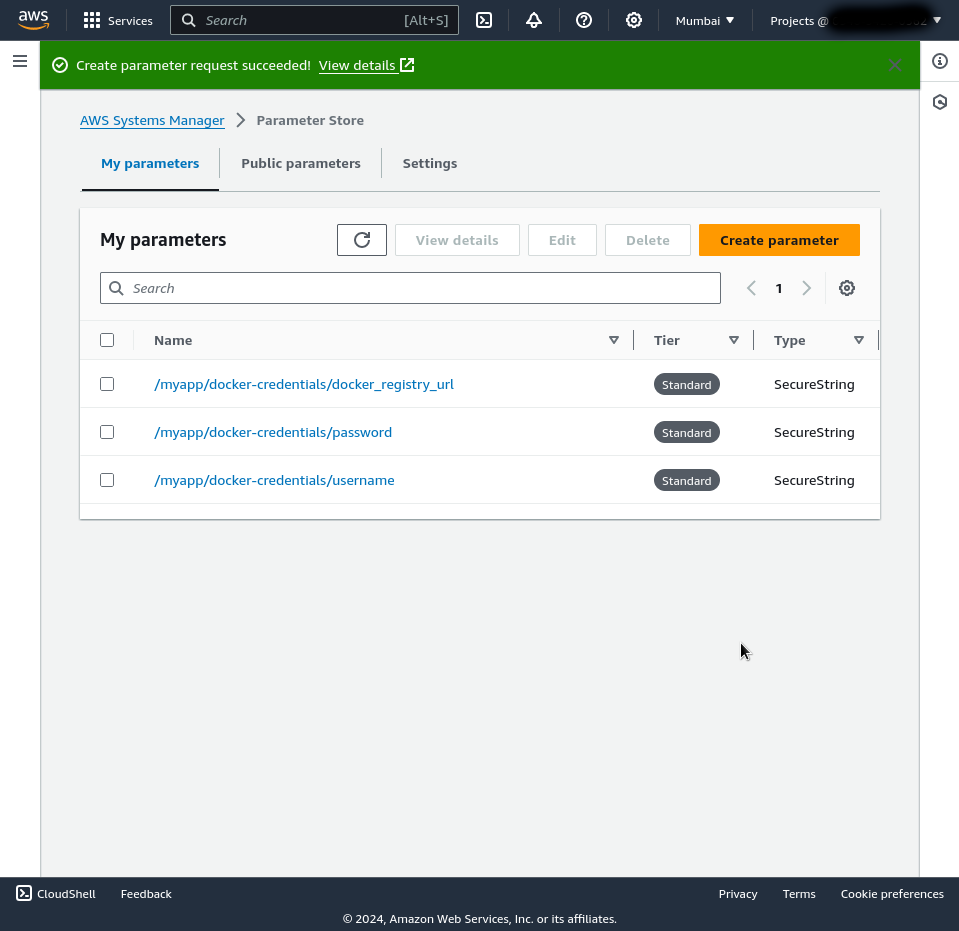 aws Services Search [Alt+S] Mumbai Projects @
Create parameter request succeeded! View details
AWS Systems Manager Parameter Store
My parameters Public parameters Settings
My parameters View details Edit Delete Create parameter
Search 1
Name Tier Type
/myapp/docker-credentials/docker_registry_url Standard SecureString
/myapp/docker-credentials/password Standard SecureString
/myapp/docker-credentials/username Standard SecureString
CloudShell Feedback Privacy Terms Cookie preferences
© 2024, Amazon Web Services, Inc. or its affiliates.